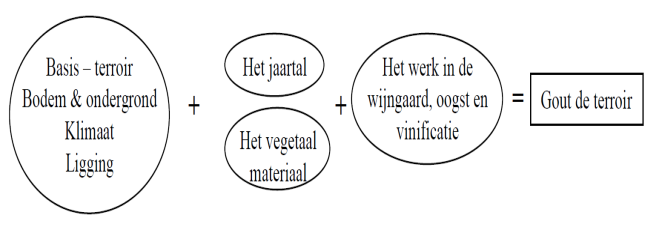 Basis – terroir
Bodem & ondergrond
Klimaat
Ligging
+
Het jaartal
Het vegetaal
materiaal
+
Het werk in de
wijngaard, oogst en
vinificatie
=
Gout de terroir